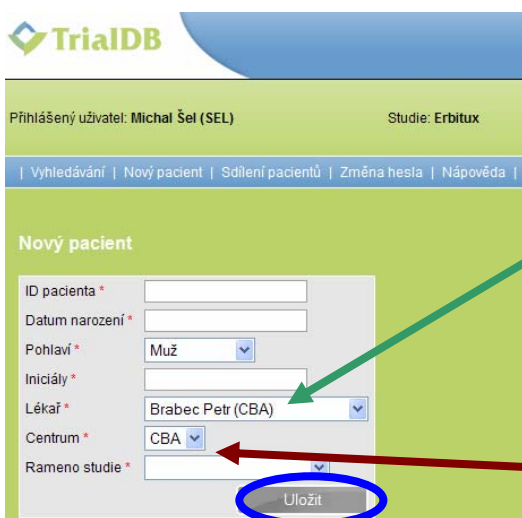 TrialDB
Přihlášený uživatel: Michal Šel (SEL) Studie: Erbitux
| Vyhledávání | Nový pacient | Sdílení pacientů | Změna hesla | Nápověda |
Nový pacient
ID pacienta *
Datum narození *
Pohlaví * Muž
Iniciály *
Lékař * Brabec Petr (CBA)
Centrum * CBA
Rameno studie *
Uložit